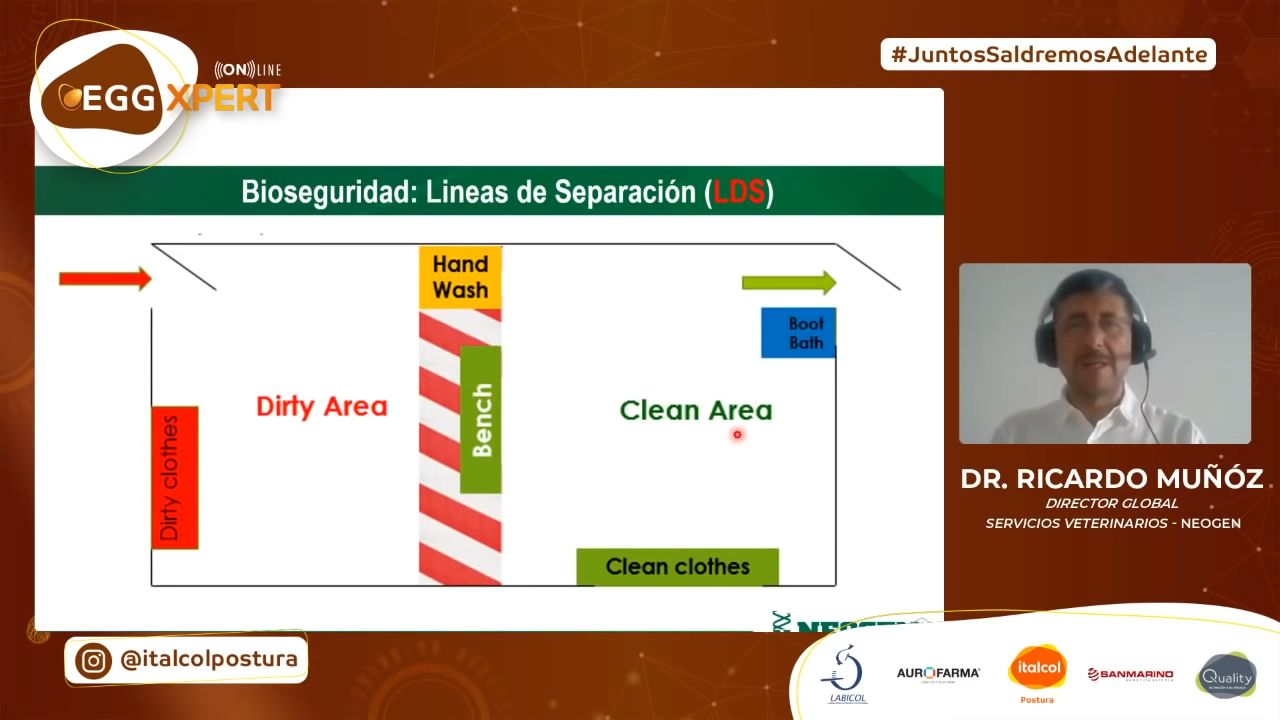 ((ON)) LINE
EGG XPERT
#JuntosSaldremosAdelante
Bioseguridad: Lineas de Separación (LDS)
Hand
Wash
Boot
Bath
Dirty Area
Bench
Clean Area
Dirty clothes
Clean clothes
NEOGEN
DR. RICARDO MUÑÓZ
DIRECTOR GLOBAL
SERVICIOS VETERINARIOS - NEOGEN
@italcolpostura
LABICOL
AUROFARMA
italcol
Postura
SANMARINO
Quality